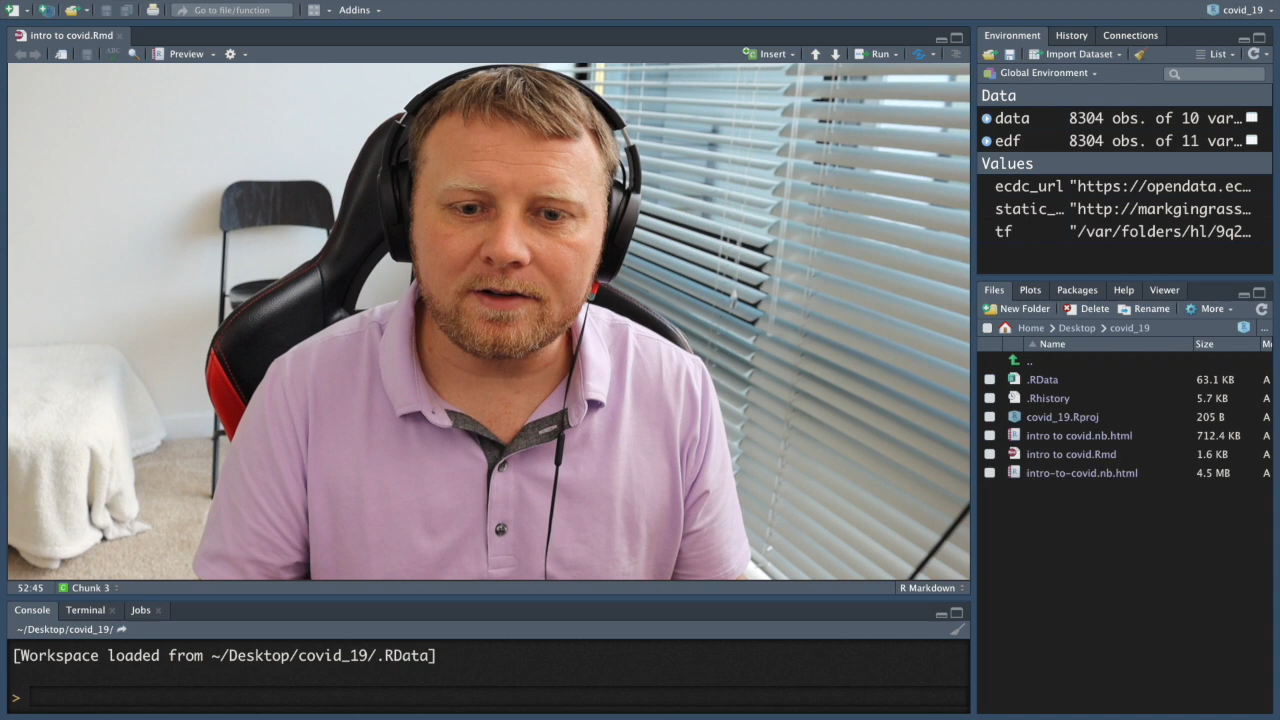 Go to file/function
Addins
covid_19
intro to covid.Rmd
ABC
Preview
Insert
Run
52:45
Chunk 3
R Markdown
Console
Terminal
Jobs
~/Desktop/covid_19/
[Workspace loaded from ~/Desktop/covid_19/.RData]
>
Environment
History
Connections
Import Dataset
List
Global Environment
Data
data 8304 obs. of 10 var…
edf 8304 obs. of 11 var…
Values
ecdc_url "https://opendata.ec…
static_… "http://markgingrass…
tf "/var/folders/hl/9q2…
Files
Plots
Packages
Help
Viewer
New Folder
Delete
Rename
More
Home > Desktop > covid_19
...
Name Size M
..
.RData 63.1 KB A
.Rhistory 5.7 KB A
covid_19.Rproj 205 B A
intro to covid.nb.html 712.4 KB A
intro to covid.Rmd 1.6 KB A
intro-to-covid.nb.html 4.5 MB A